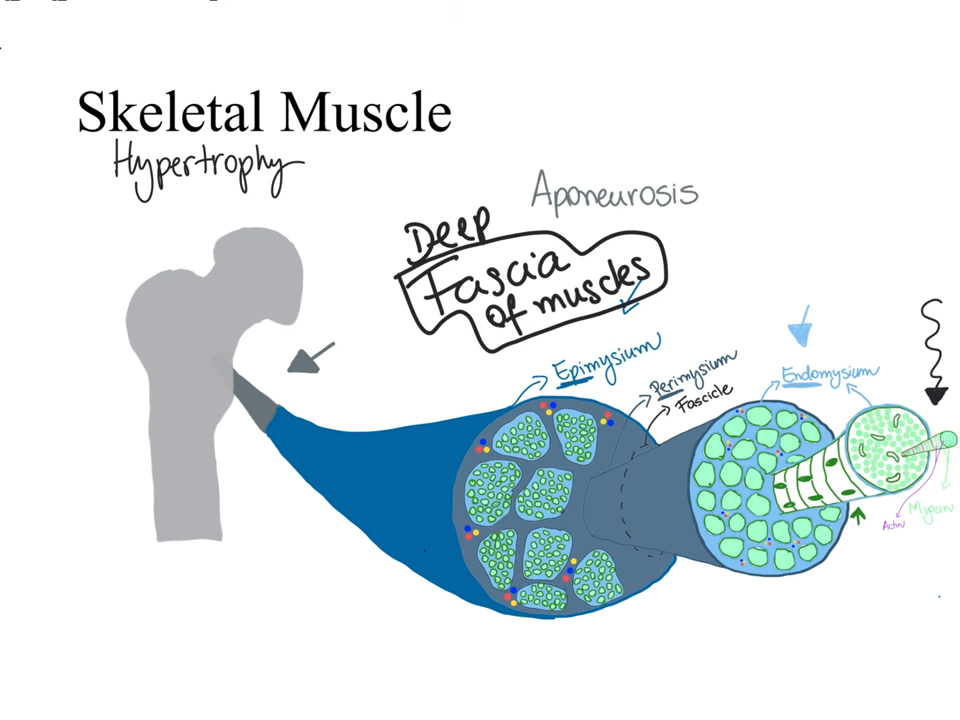 Skeletal Muscle
Hypertrophy
Aponeurosis
Deep
Fascia
of muscles
Epimysium
Perimysium
Fascicle
Endomysium
Actin
Myosin